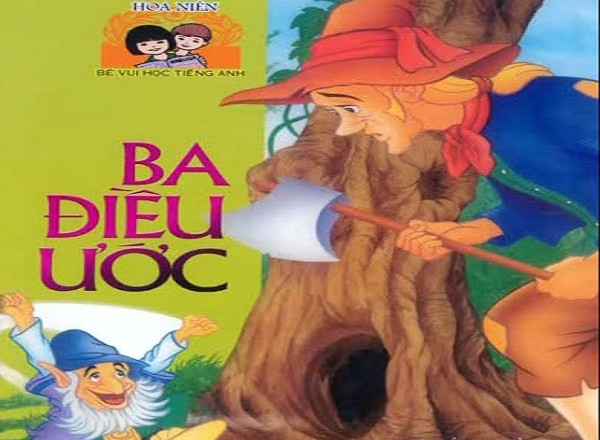 HOA NIÊN
BÉ VUI HỌC TIẾNG ANH
BA
ĐIỀU
ƯỚC